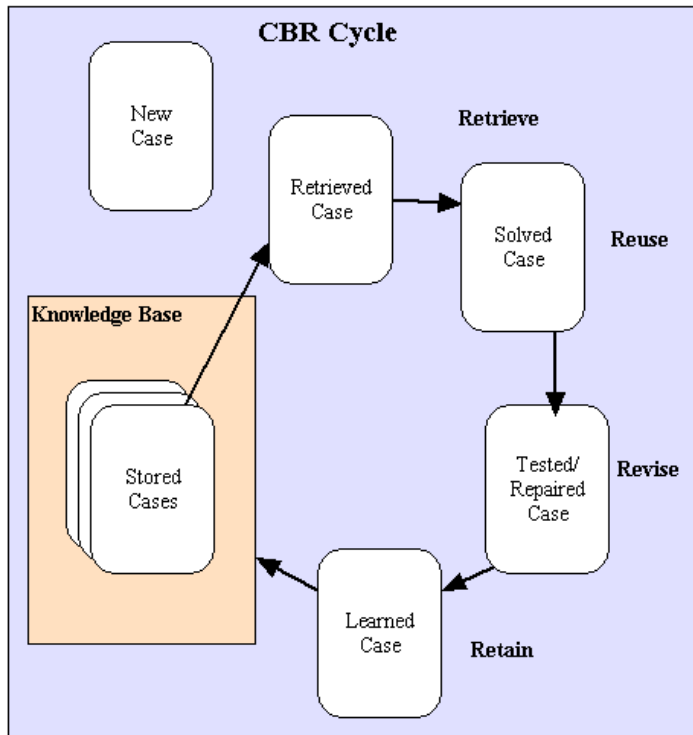 CBR Cycle
New
Case
Retrieved
Case
Retrieve
Solved
Case
Reuse
Knowledge Base
Stored
Cases
Tested/
Repaired
Case
Revise
Learned
Case
Retain